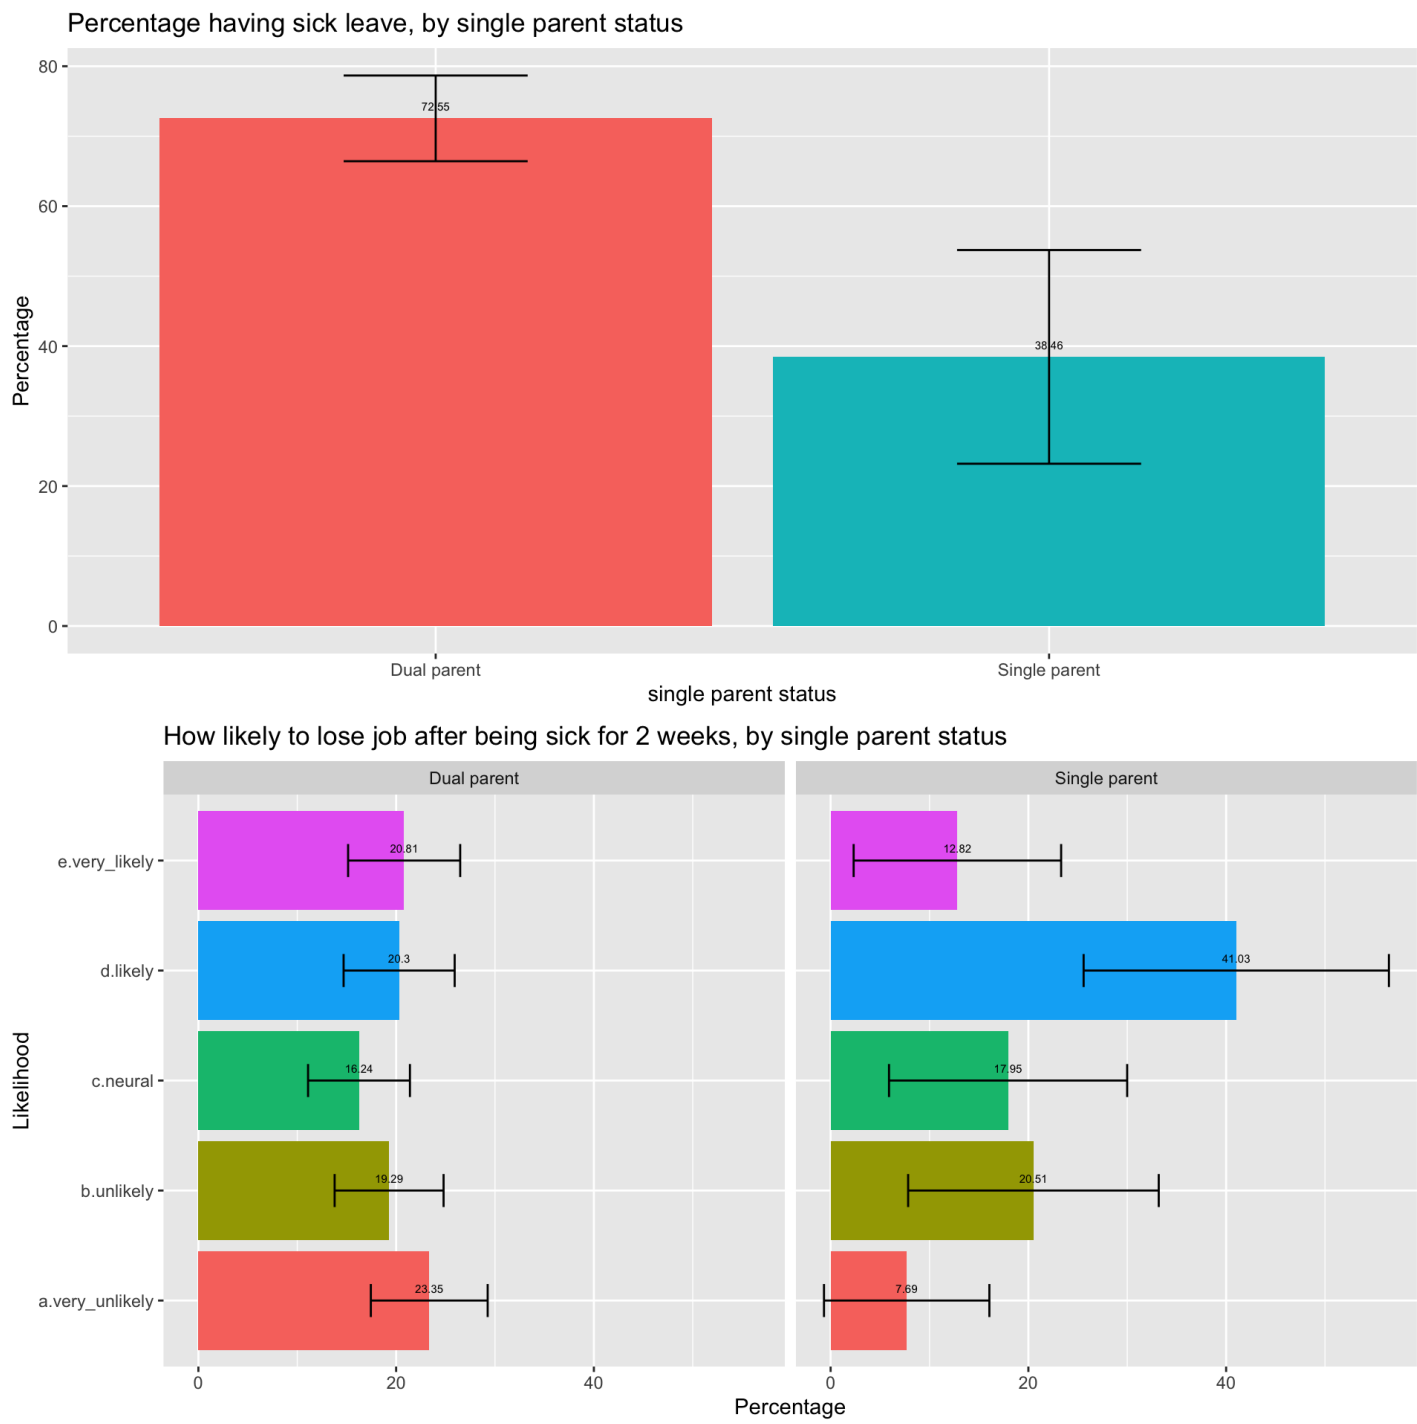 Percentage having sick leave, by single parent status
80
60
40
20
0
Percentage
72.55
38.46
Dual parent Single parent
single parent status
How likely to lose job after being sick for 2 weeks, by single parent status
Dual parent Single parent
Likelihood
e.very_likely 20.81 12.82
d.likely 20.3 41.03
c.neural 16.24 17.95
b.unlikely 19.29 20.51
a.very_unlikely 23.35 7.69
0 20 40 0 20 40
Percentage